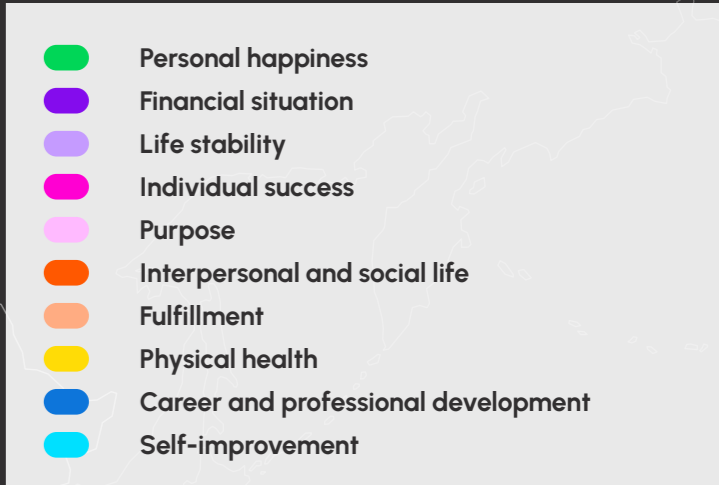 Personal happiness
Financial situation
Life stability
Individual success
Purpose
Interpersonal and social life
Fulfillment
Physical health
Career and professional development
Self-improvement